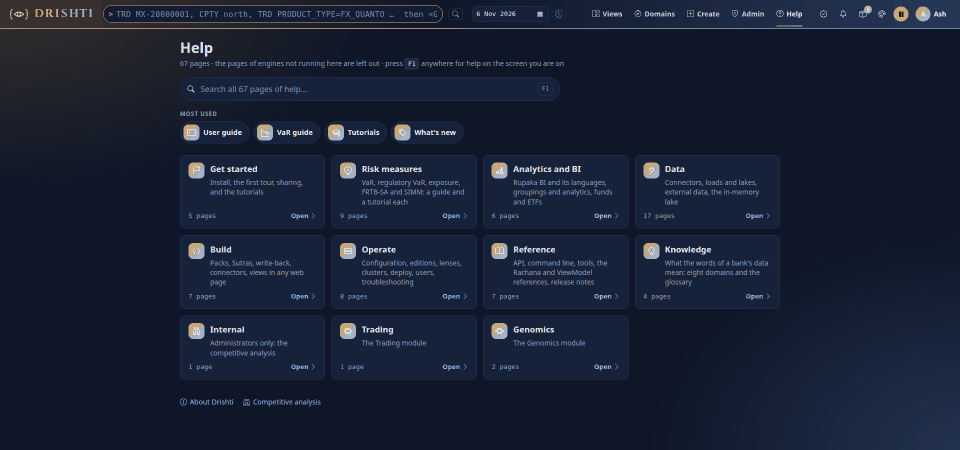 DRISHTI
> TRD MX-20000001, CPTY north, TRD PRODUCT_TYPE=FX_QUANTO … then <G
6 Nov 2026
Views
Domains
Create
Admin
Help
A
Ash
Help
67 pages · the pages of engines not running here are left out · press F1 anywhere for help on the screen you are on
Search all 67 pages of help...
F1
MOST USED
User guide
VaR guide
Tutorials
What's new
Get started
Install, the first tour, sharing,
and the tutorials
5 pages
Open
Risk measures
VaR, regulatory VaR, exposure,
FRTB-SA and SIMM: a guide and
a tutorial each
9 pages
Open
Analytics and BI
Rupaka BI and its languages,
groupings and analytics, funds
and ETFs
6 pages
Open
Data
Connectors, loads and lakes,
external data, the in-memory
lake
17 pages
Open
Build
Packs, Sutras, write-back,
connectors, views in any web
page
7 pages
Open
Operate
Configuration, editions, lenses,
clusters, deploy, users,
troubleshooting
8 pages
Open
Reference
API, command line, tools, the
Rachana and ViewModel
references, release notes
7 pages
Open
Knowledge
What the words of a bank's data
mean: eight domains and the
glossary
4 pages
Open
Internal
Administrators only: the
competitive analysis
1 page
Open
Trading
The Trading module
1 page
Open
Genomics
The Genomics module
2 pages
Open
About Drishti
Competitive analysis